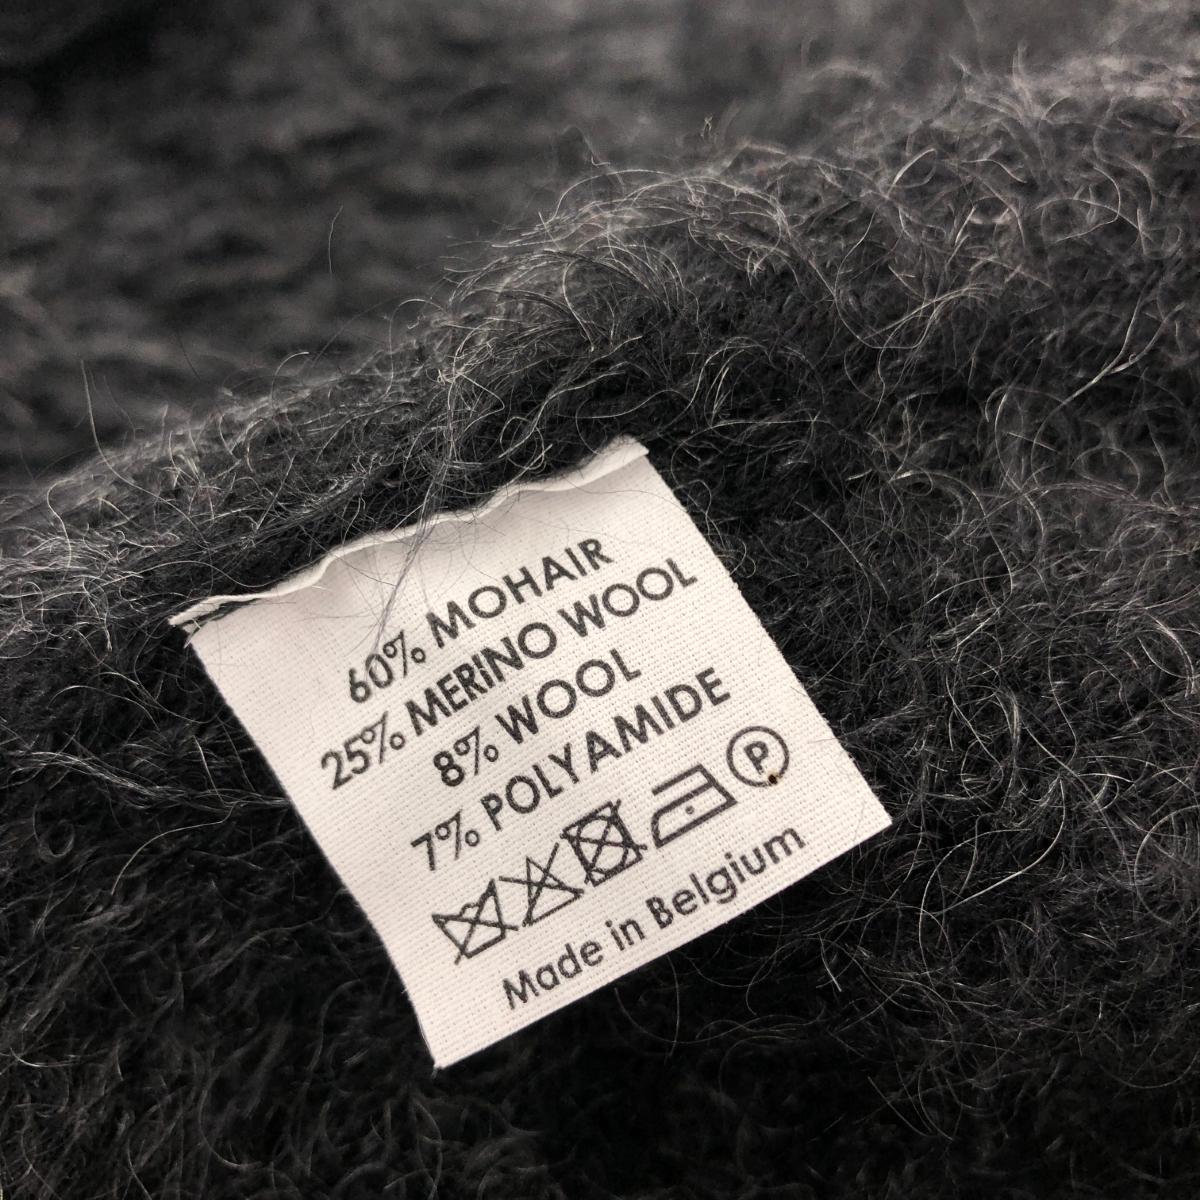 60% MOHAIR
25% MERINO WOOL
8% WOOL
7% POLYAMIDE
P
Made in Belgium